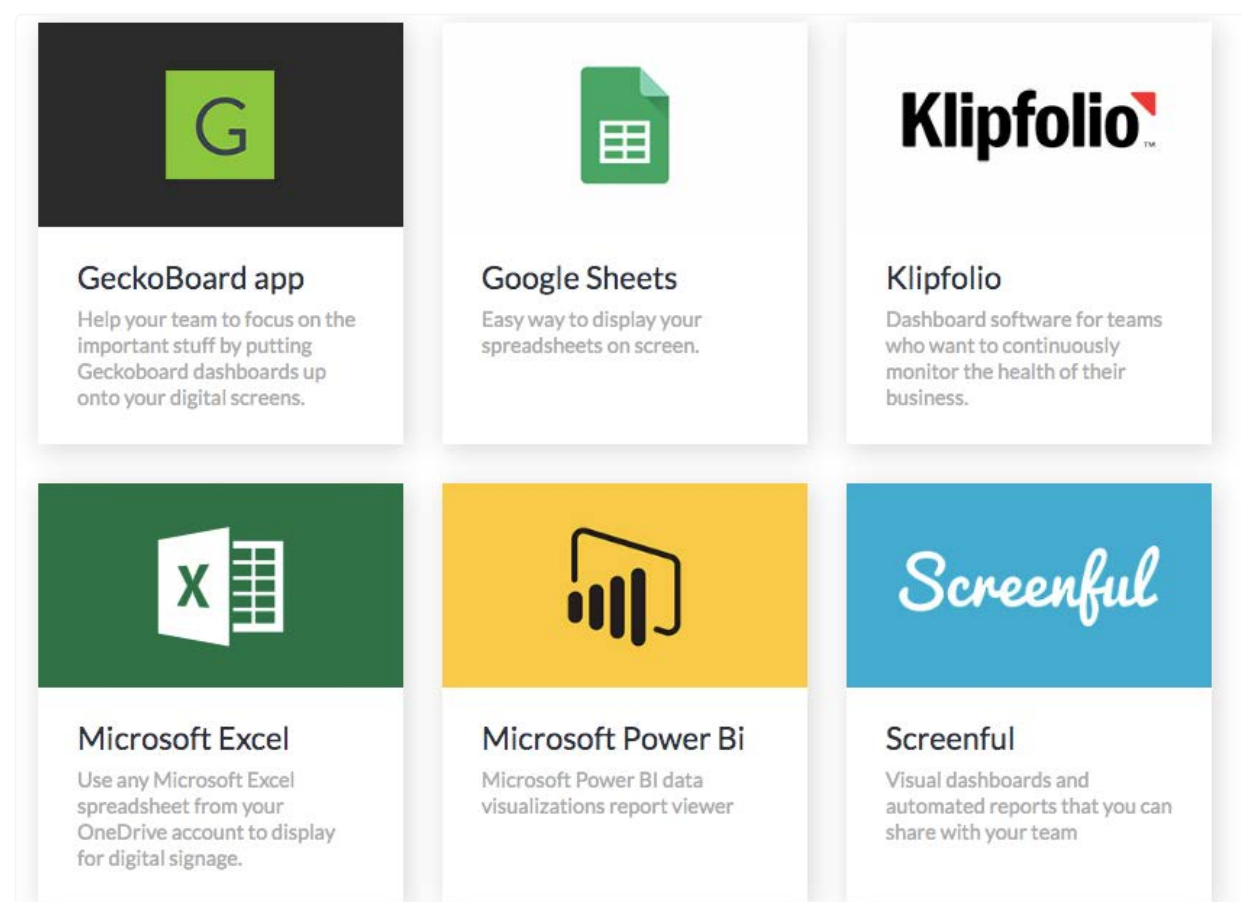 G
Klipfolio
TM
GeckoBoard app
Help your team to focus on the
important stuff by putting
Geckoboard dashboards up
onto your digital screens.
Google Sheets
Easy way to display your
spreadsheets on screen.
Klipfolio
Dashboard software for teams
who want to continuously
monitor the health of their
business.
X
Screenful
Microsoft Excel
Use any Microsoft Excel
spreadsheet from your
OneDrive account to display
for digital signage.
Microsoft Power Bi
Microsoft Power BI data
visualizations report viewer
Screenful
Visual dashboards and
automated reports that you can
share with your team